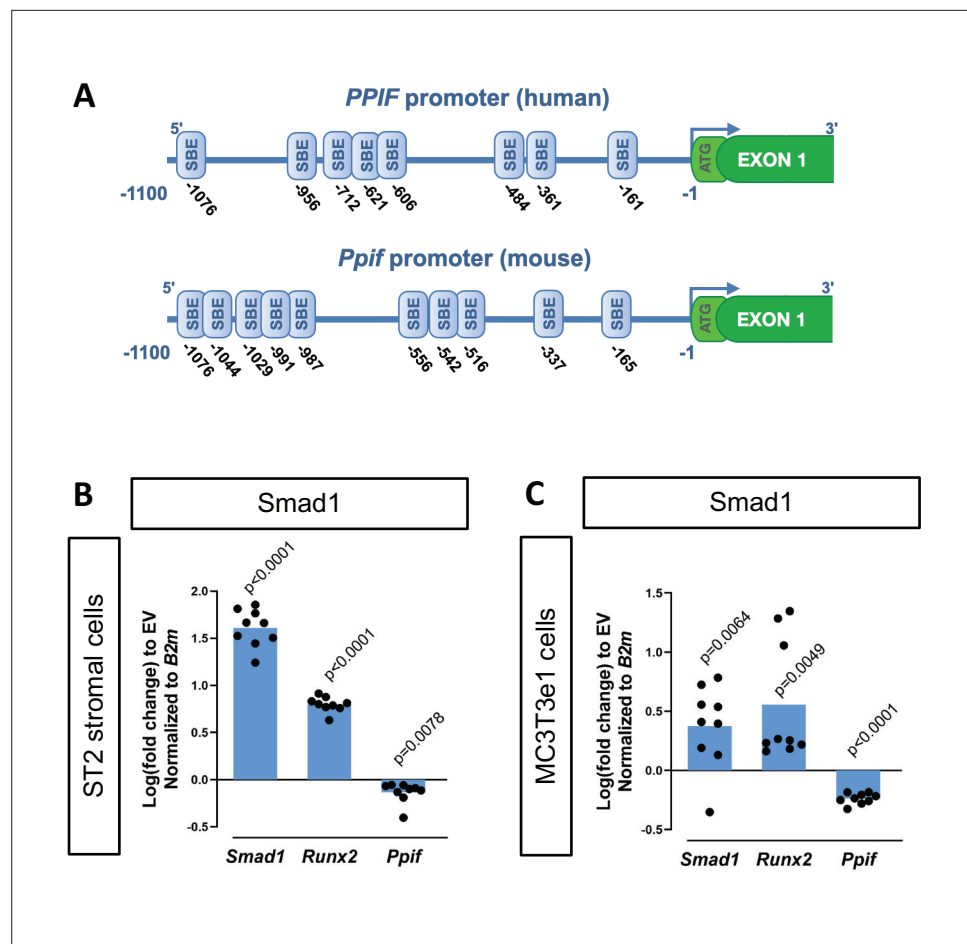 A
PPIF promoter (human)
5' 3'
SBE SBE SBE SBE SBE SBE SBE SBE ATG EXON 1
-1100 -1076 -956 -712 -621 -606 -484 -361 -161 -1
Ppif promoter (mouse)
5' 3'
SBE SBE SBE SBE SBE SBE SBE SBE SBE SBE ATG EXON 1
-1100 -1076 -1044 -1029 -991 -987 -556 -542 -516 -337 -165 -1
B
Smad1
ST2 stromal cells
Log(fold change) to EV
Normalized to B2m
2.0
1.5
1.0
0.5
0.0
-0.5
p<0.0001
p<0.0001
p=0.0078
Smad1 Runx2 Ppif
C
Smad1
MC3T3e1 cells
Log(fold change) to EV
Normalized to B2m
1.5
1.0
0.5
0.0
-0.5
p=0.0064
p=0.0049
p<0.0001
Smad1 Runx2 Ppif